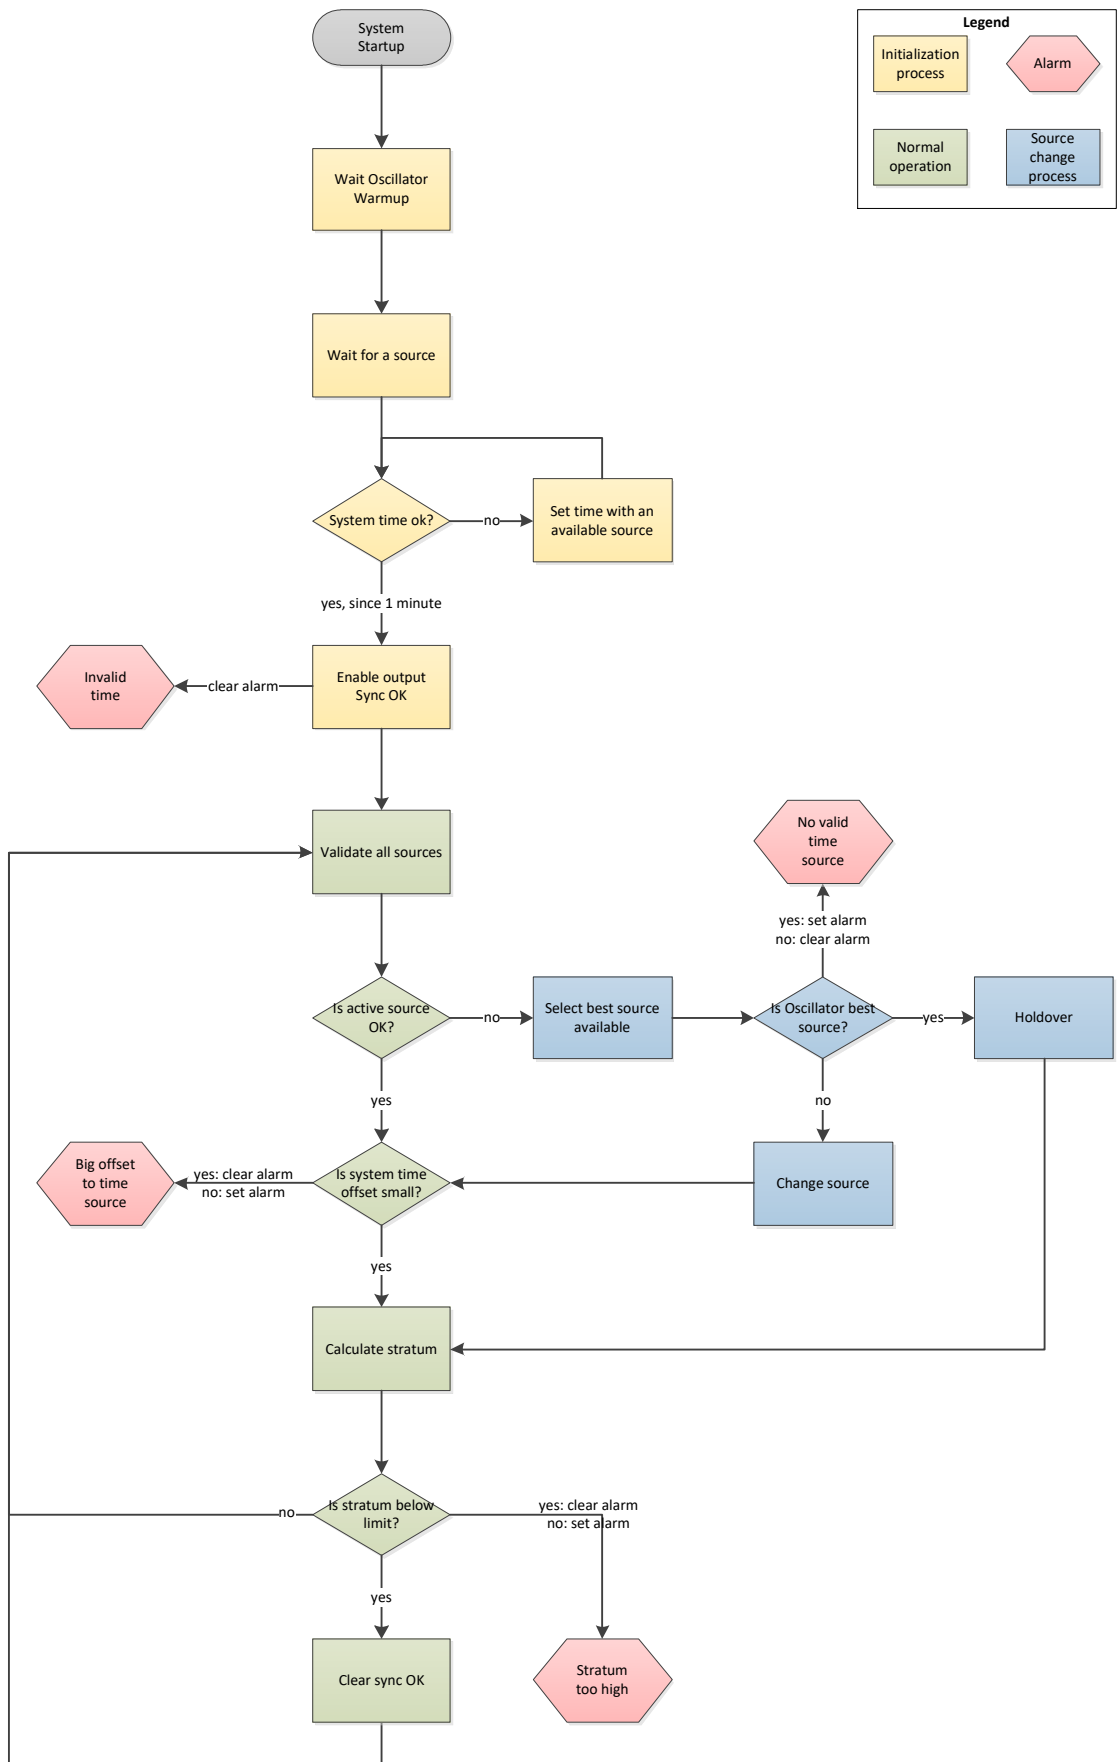 System
Startup
Legend
Initialization
process
Alarm
Normal
operation
Source
change
process
Wait Oscillator
Warmup
Wait for a source
System time ok?
no
Set time with an
available source
yes, since 1 minute
Invalid
time
clear alarm
Enable output
Sync OK
No valid
time
source
Validate all sources
yes: set alarm
no: clear alarm
Is active source
OK?
no
Select best source
available
Is Oscillator best
source?
yes
Holdover
yes
no
Big offset
to time
source
yes: clear alarm
no: set alarm
Is system time
offset small?
Change source
yes
Calculate stratum
Is stratum below
limit?
no
yes: clear alarm
no: set alarm
yes
Clear sync OK
Stratum
too high